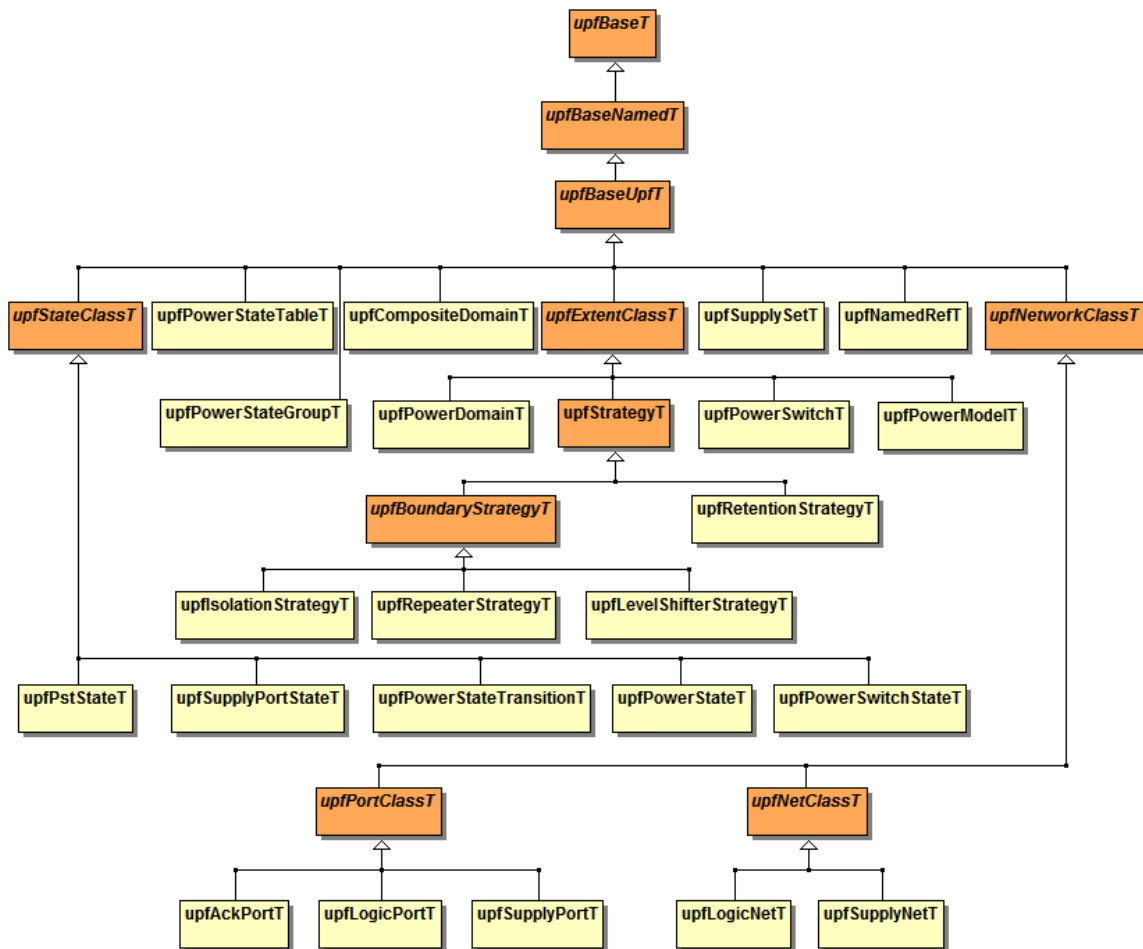 upfBaseT
upfBaseNamedT
upfBaseUpfT
upfStateClassT
upfPowerStateTableT
upfCompositeDomainT
upfExtentClassT
upfSupplySetT
upfNamedRefT
upfNetworkClassT
upfPowerStateGroupT
upfPowerDomainT
upfStrategyT
upfPowerSwitchT
upfPowerModelT
upfBoundaryStrategyT
upfRetentionStrategyT
upfIsolationStrategyT
upfRepeaterStrategyT
upfLevelShifterStrategyT
upfPstStateT
upfSupplyPortStateT
upfPowerStateTransitionT
upfPowerStateT
upfPowerSwitchStateT
upfPortClassT
upfNetClassT
upfAckPortT
upfLogicPortT
upfSupplyPortT
upfLogicNetT
upfSupplyNetT